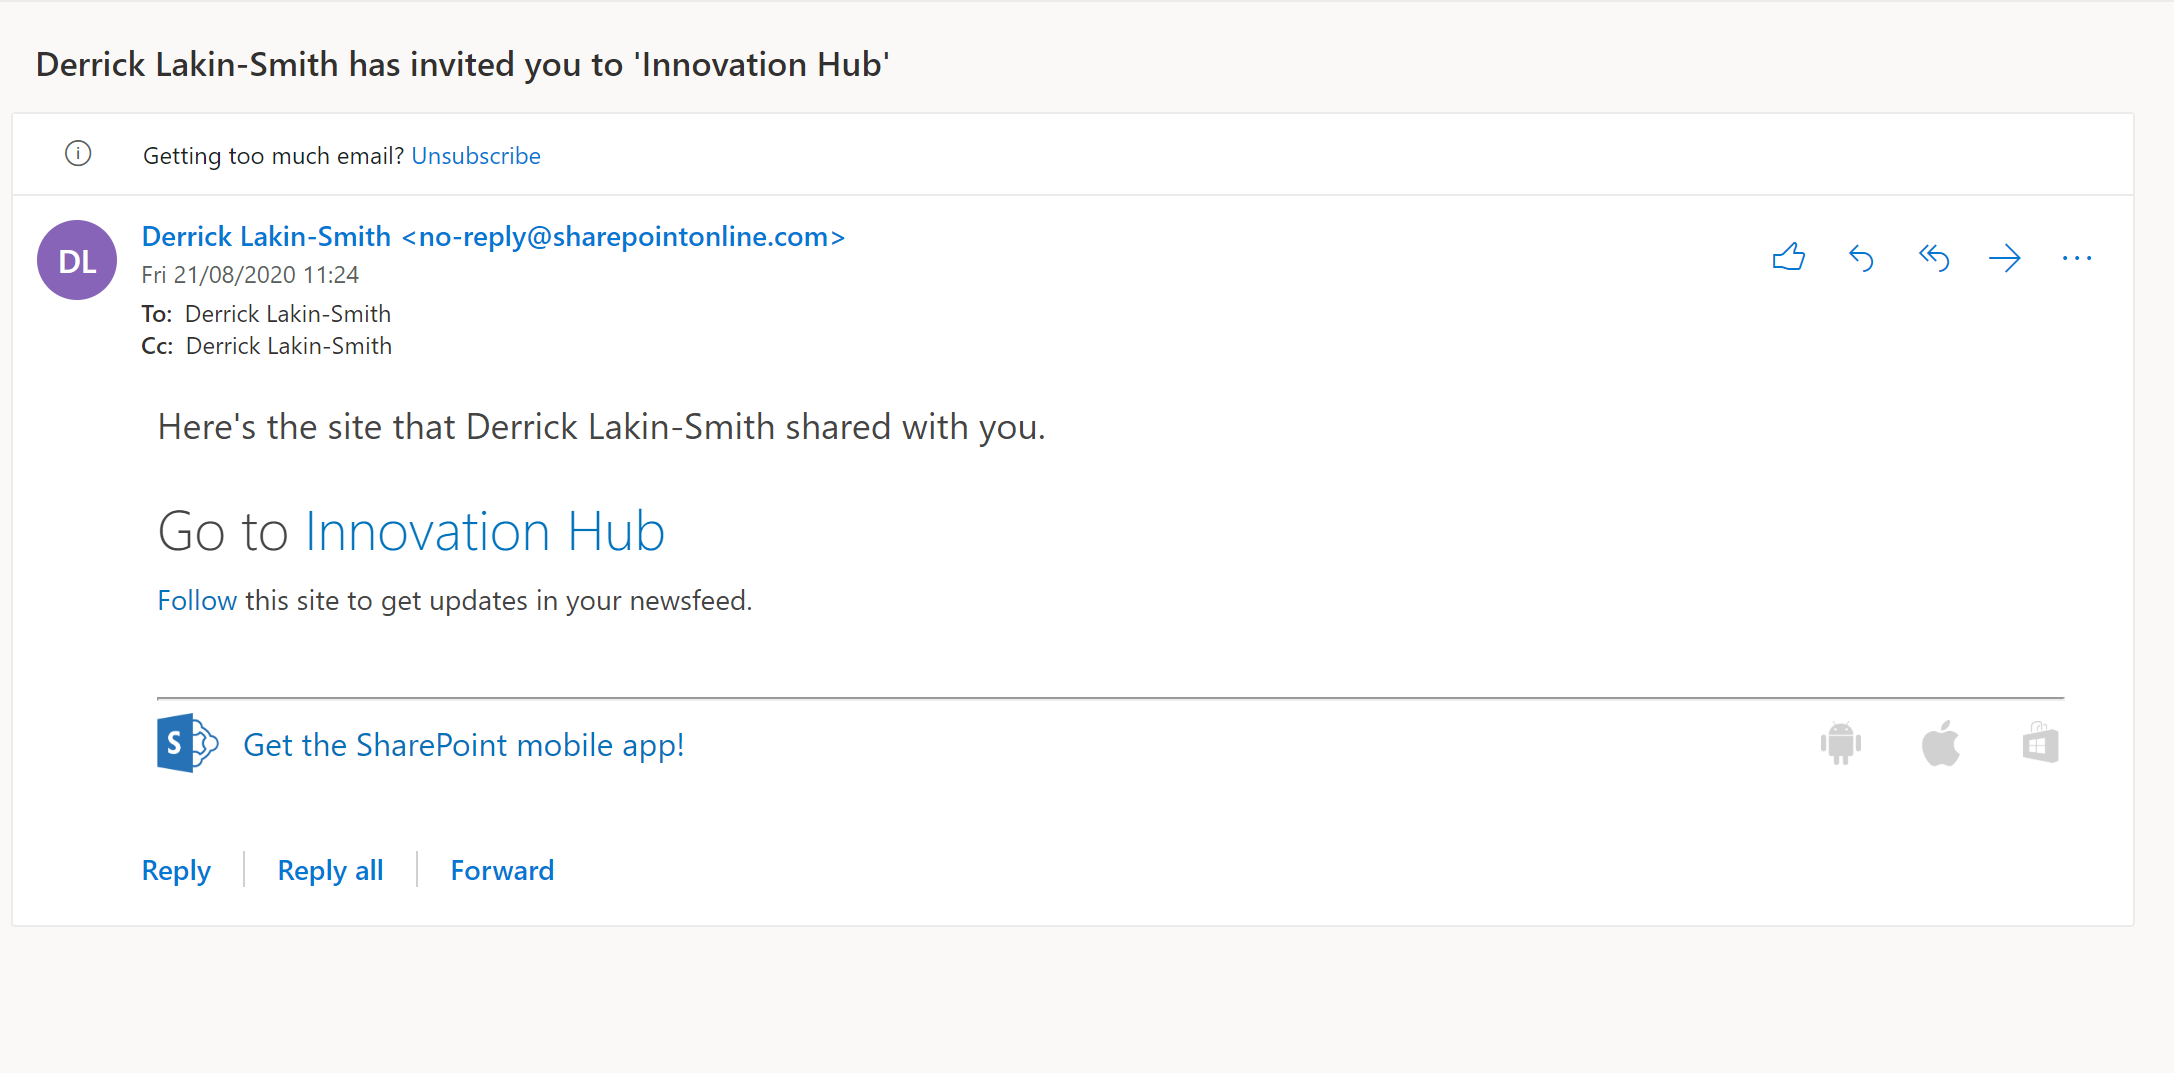 Derrick Lakin-Smith has invited you to 'Innovation Hub'
Getting too much email? Unsubscribe
DL
Derrick Lakin-Smith <no-reply@sharepointonline.com>
Fri 21/08/2020 11:24
To: Derrick Lakin-Smith
Cc: Derrick Lakin-Smith
Here's the site that Derrick Lakin-Smith shared with you.
Go to Innovation Hub
Follow this site to get updates in your newsfeed.
S Get the SharePoint mobile app!
Reply Reply all Forward